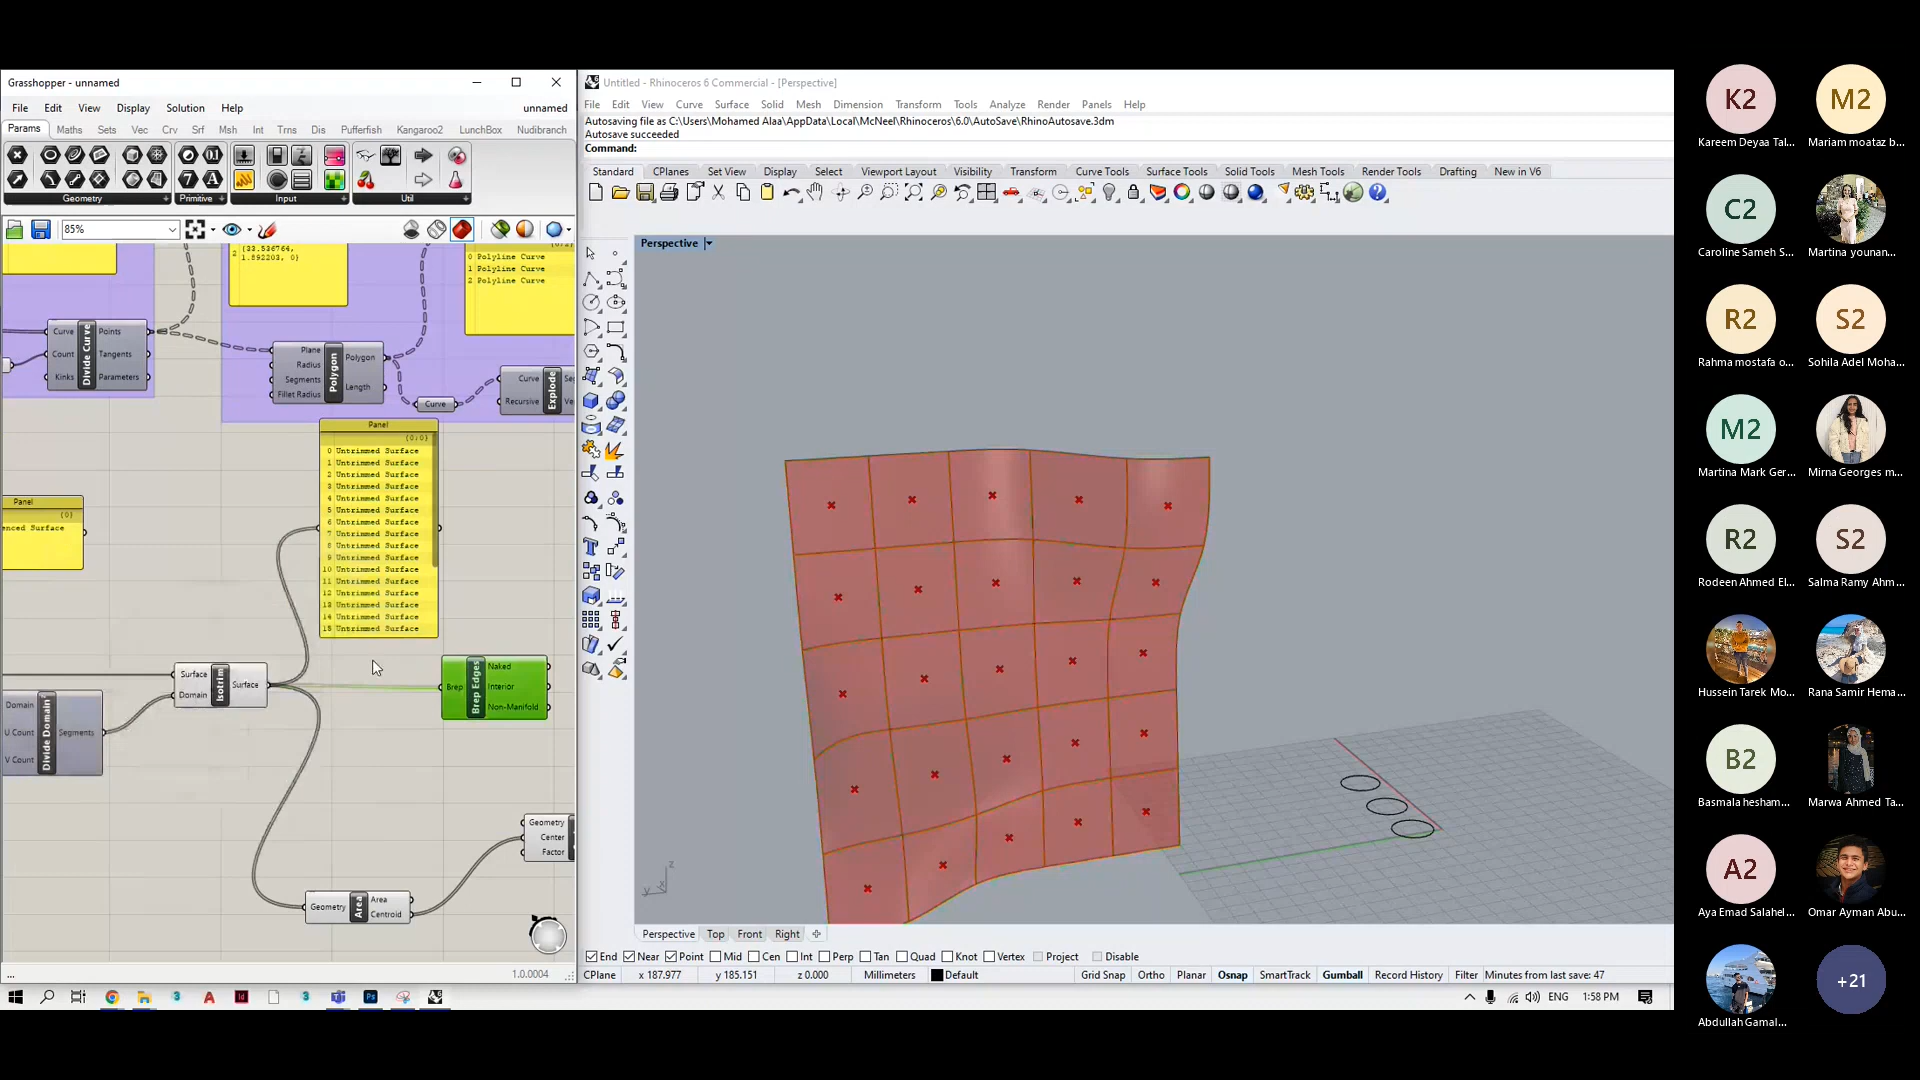 Grasshopper - unnamed
File Edit View Display Solution Help unnamed
Params Maths Sets Vec Crv Srf Msh Int Trns Dis Pufferfish Kangaroo2 LunchBox Nudibranch
Geometry Primitive Input Util
85%
2 {33.536764, 1.892203, 0}
0 Polyline Curve
1 Polyline Curve
2 Polyline Curve
Curve Count Kinks Divide Curve Points Tangents Parameters
Plane Radius Segments Fillet Radius Polygon Polygon Length
Curve
Curve Recursive Explode
Panel
{0;0}
0 Untrimmed Surface
1 Untrimmed Surface
2 Untrimmed Surface
3 Untrimmed Surface
4 Untrimmed Surface
5 Untrimmed Surface
6 Untrimmed Surface
7 Untrimmed Surface
8 Untrimmed Surface
9 Untrimmed Surface
10 Untrimmed Surface
11 Untrimmed Surface
12 Untrimmed Surface
13 Untrimmed Surface
14 Untrimmed Surface
15 Untrimmed Surface
Panel
{0}
enced Surface
Surface Domain Isotrim Surface
Domain U Count V Count Divide Domain² Segments
Brep Brep Edges Naked Interior Non-Manifold
Geometry Center Factor
Geometry Area Area Centroid
...
1.0.0004
Untitled - Rhinoceros 6 Commercial - [Perspective]
File Edit View Curve Surface Solid Mesh Dimension Transform Tools Analyze Render Panels Help
Autosaving file as C:\Users\Mohamed Alaa\AppData\Local\McNeel\Rhinoceros\6.0\AutoSave\RhinoAutosave.3dm
Autosave succeeded
Command:
Standard CPlanes Set View Display Select Viewport Layout Visibility Transform Curve Tools Surface Tools Solid Tools Mesh Tools Render Tools Drafting New in V6
Perspective
z
y x
Perspective Top Front Right
End Near Point Mid Cen Int Perp Tan Quad Knot Vertex Project Disable
CPlane x 187.977 y 185.151 z 0.000 Millimeters Default Grid Snap Ortho Planar Osnap SmartTrack Gumball Record History Filter Minutes from last save: 47
ENG 1:58 PM
K2
Kareem Deyaa Tal...
M2
Mariam moataz b...
C2
Caroline Sameh S...
Martina younan...
R2
Rahma mostafa o...
S2
Sohila Adel Moha...
M2
Martina Mark Ger...
Mirna Georges m...
R2
Rodeen Ahmed El...
S2
Salma Ramy Ahm...
Hussein Tarek Mo...
Rana Samir Hema...
B2
Basmala hesham...
Marwa Ahmed Ta...
A2
Aya Emad Salahel...
Omar Ayman Abu...
Abdullah Gamal...
+21